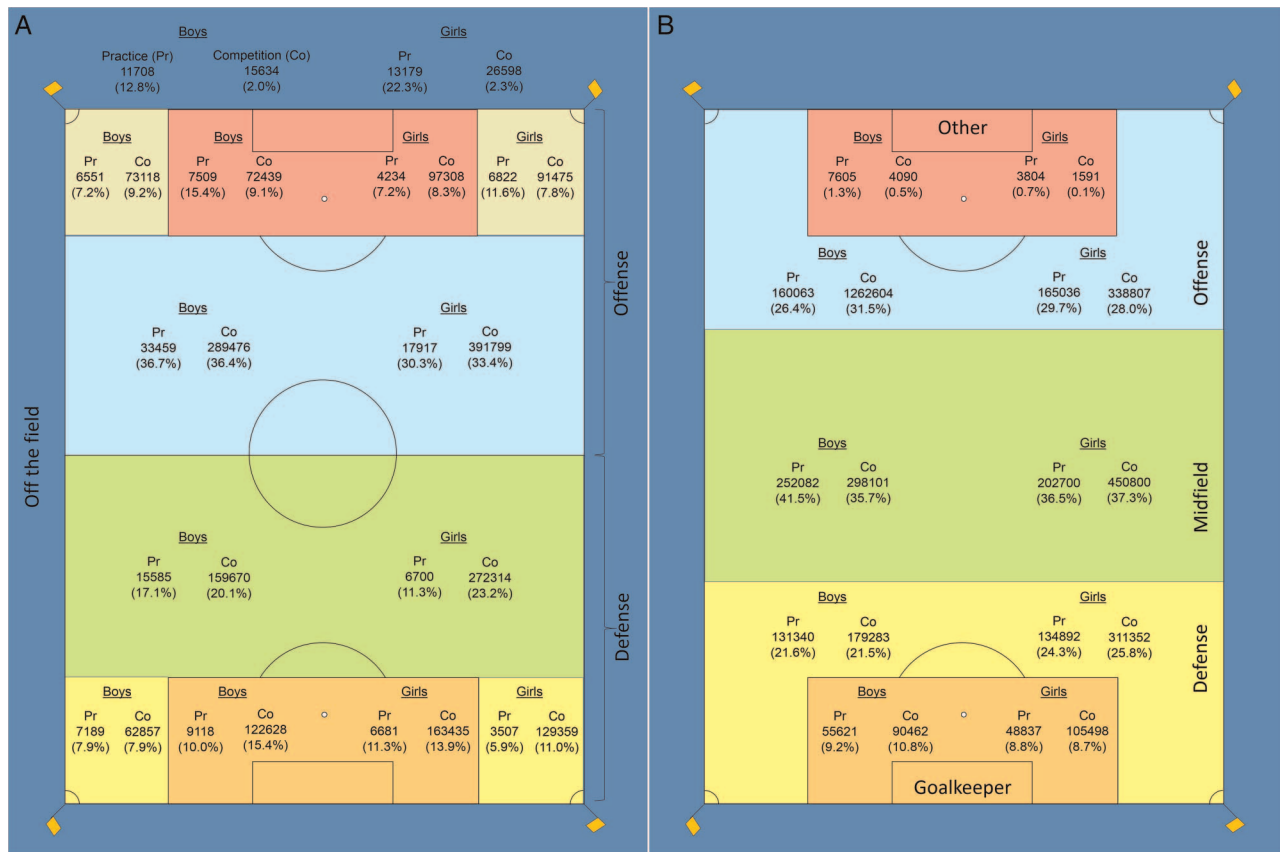 A
Boys
Girls
Practice (Pr)
Competition (Co)
Pr
Co
11708
15634
13179
26598
(12.8%)
(2.0%)
(22.3%)
(2.3%)
Boys
Boys
Girls
Girls
Pr Co
Pr Co
Pr Co
Pr Co
6551 73118
7509 72439
4234 97308
6822 91475
(7.2%) (9.2%)
(15.4%) (9.1%)
(7.2%) (8.3%)
(11.6%) (7.8%)
Offense
Boys
Girls
Pr Co
Pr Co
33459 289476
17917 391799
(36.7%) (36.4%)
(30.3%) (33.4%)
Off the field
Boys
Girls
Pr Co
Pr Co
15585 159670
6700 272314
(17.1%) (20.1%)
(11.3%) (23.2%)
Defense
Boys
Boys
Girls
Girls
Pr Co
Pr Co
Pr Co
Pr Co
7189 62857
9118 122628
6681 163435
3507 129359
(7.9%) (7.9%)
(10.0%) (15.4%)
(11.3%) (13.9%)
(5.9%) (11.0%)
B
Other
Boys
Girls
Pr Co
Pr Co
7605 4090
3804 1591
(1.3%) (0.5%)
(0.7%) (0.1%)
Boys
Girls
Pr Co
Pr Co
160063 1262604
165036 338807
(26.4%) (31.5%)
(29.7%) (28.0%)
Offense
Boys
Girls
Pr Co
Pr Co
252082 298101
202700 450800
(41.5%) (35.7%)
(36.5%) (37.3%)
Midfield
Boys
Girls
Pr Co
Pr Co
131340 179283
134892 311352
(21.6%) (21.5%)
(24.3%) (25.8%)
Defense
Boys
Girls
Pr Co
Pr Co
55621 90462
48837 105498
(9.2%) (10.8%)
(8.8%) (8.7%)
Goalkeeper